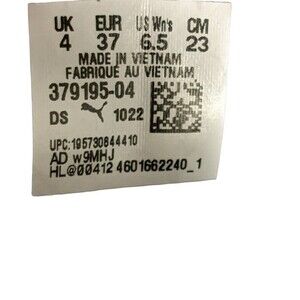 UK EUR US Wn's CM
4 37 6.5 23
MADE IN VIETNAM
FABRIQUÉ AU VIETNAM
379195-04
DS 1022
UPC:195730844410
AD w9MHJ
HL@00412 4601662240_1